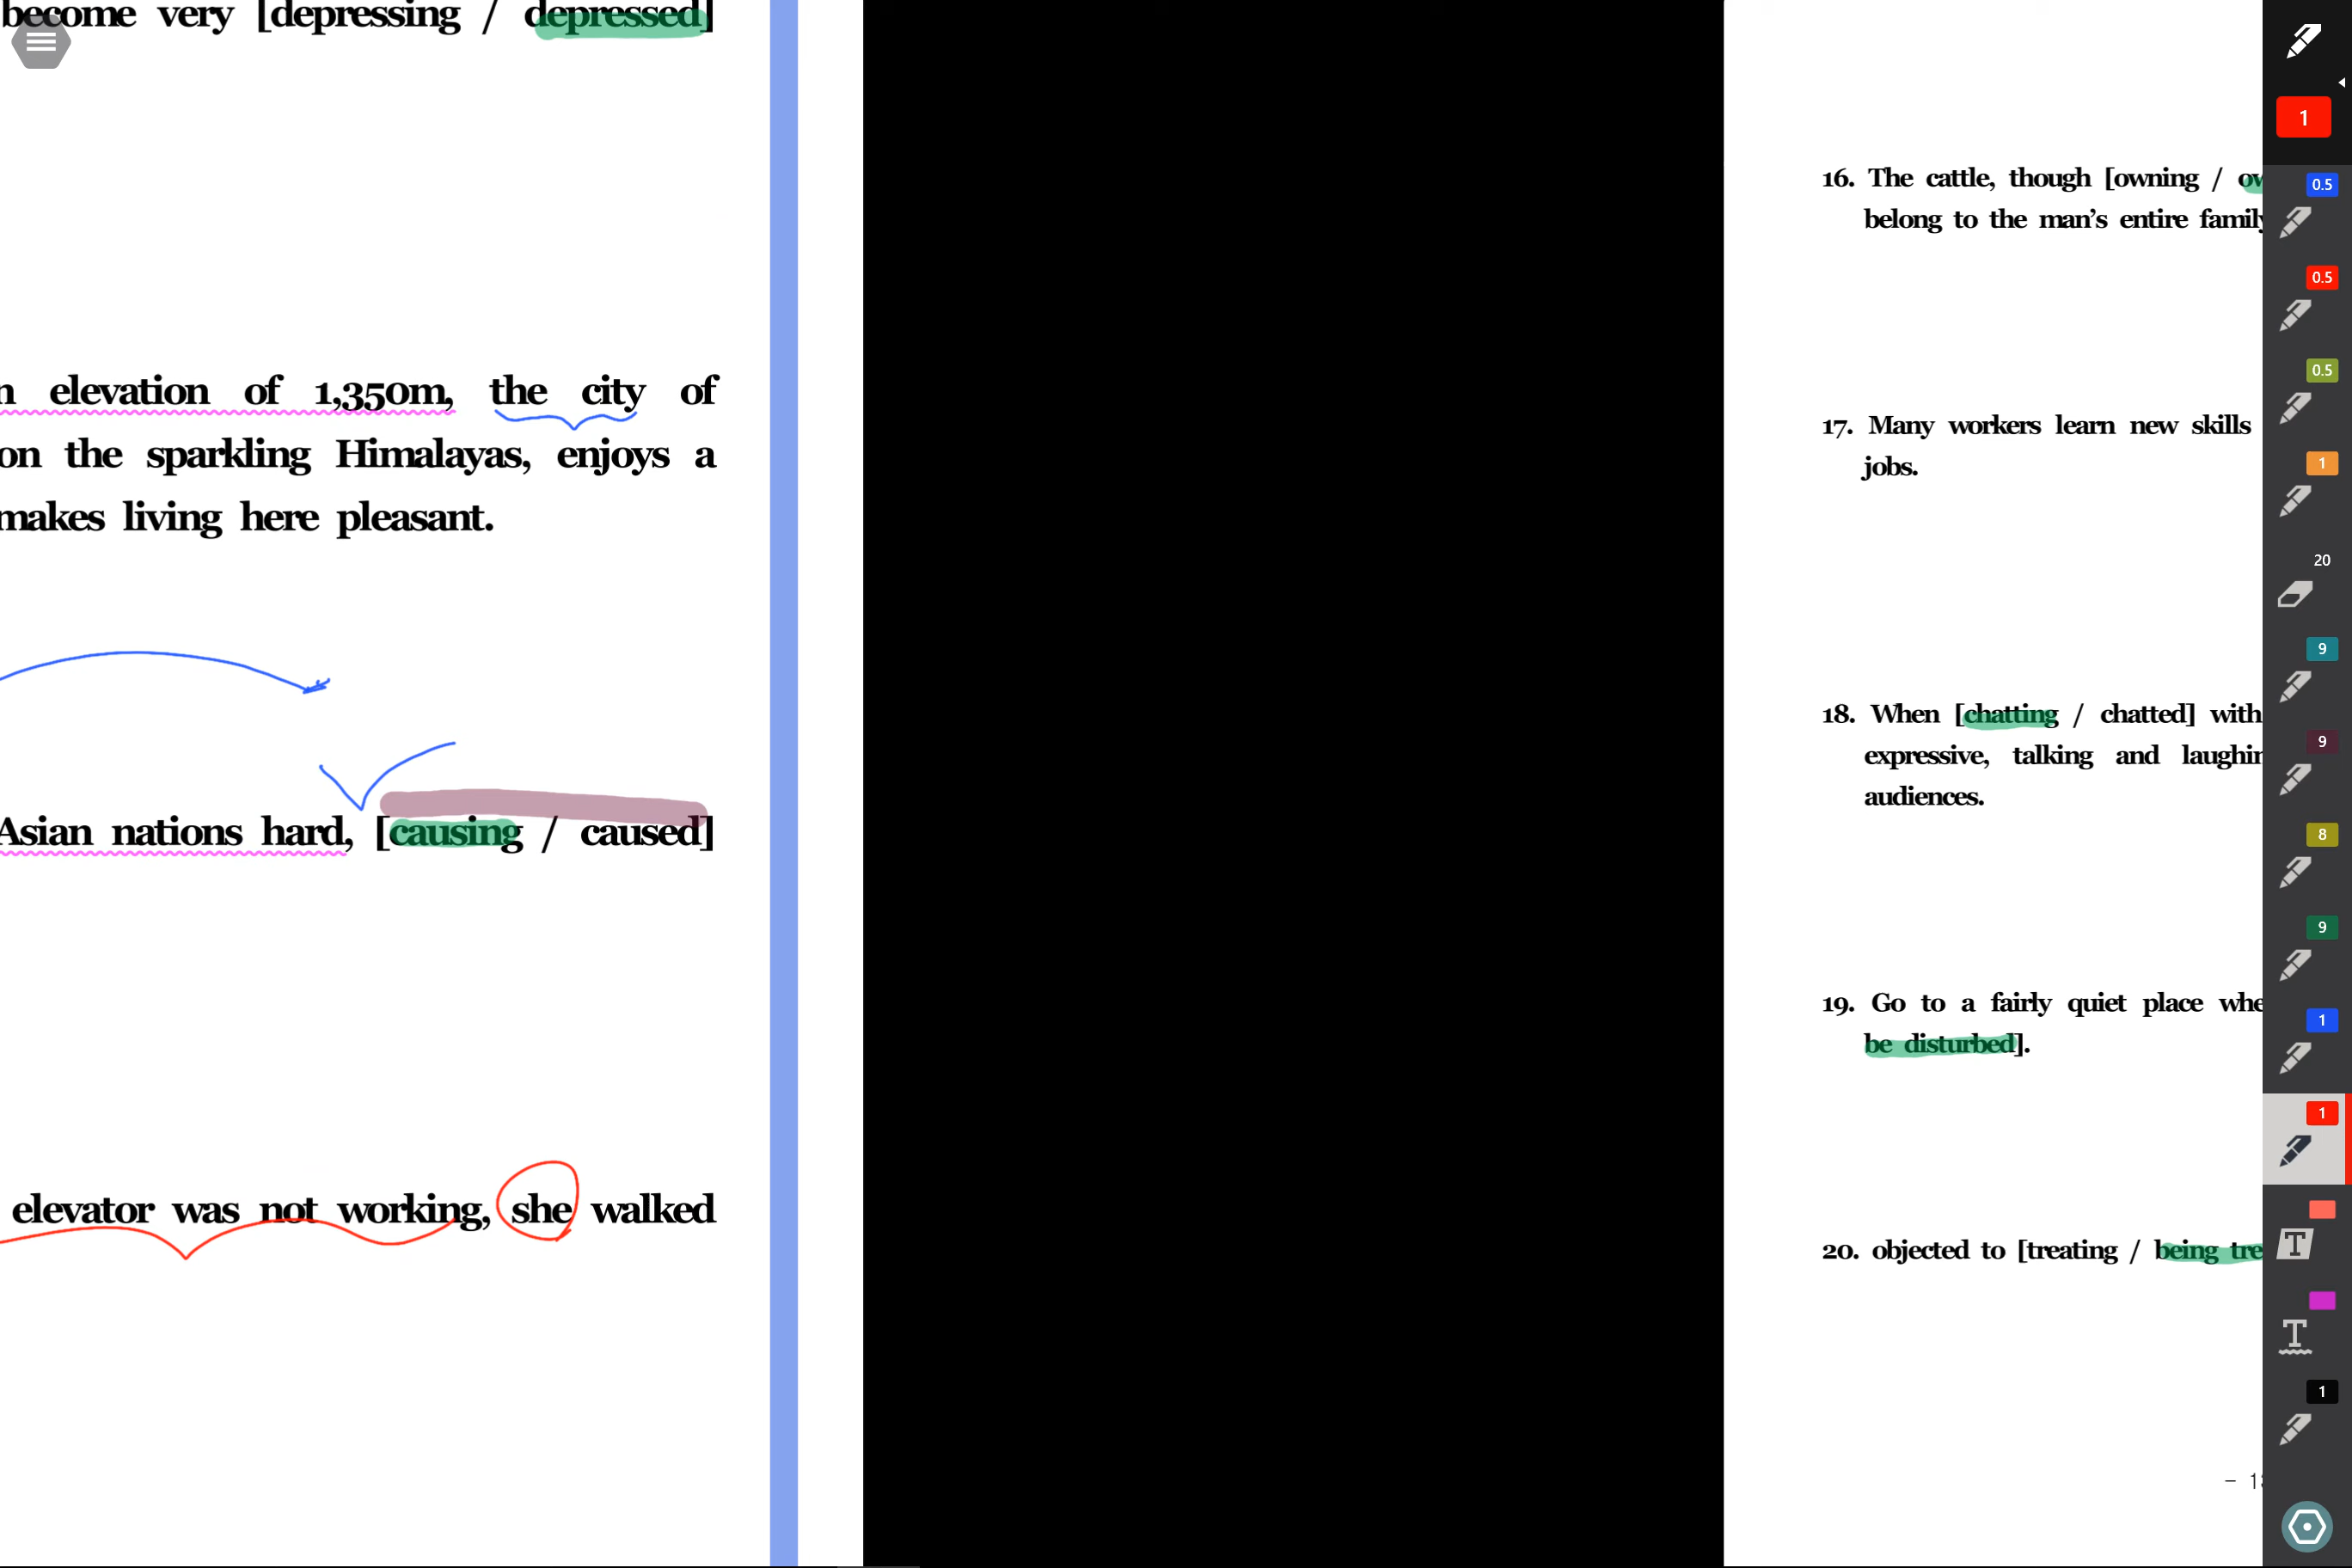 become very [depressing / depressed]
elevation of 1,350m, the city of
on the sparkling Himalayas, enjoys a
makes living here pleasant.
Asian nations hard, [causing / caused]
elevator was not working, she walked
16. The cattle, though [owning /
belong to the man's entire family
17. Many workers learn new skills
jobs.
18. When [chatting / chatted] with
expressive, talking and
audiences.
19. Go to a fairly quiet place
be disturbed].
20. objected to [treating / being
1
0.5
0.5
0.5
1
20
9
9
8
9
1
1
1